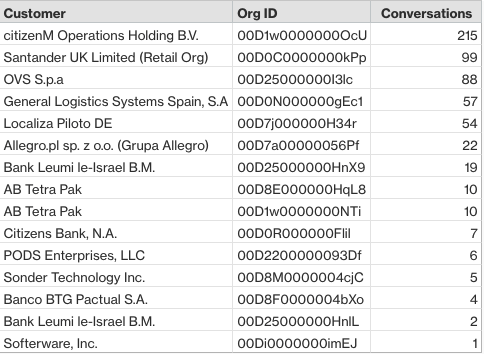 Customer Org ID Conversations
citizenM Operations Holding B.V. 00D1w0000000OcU 215
Santander UK Limited (Retail Org) 00D0C0000000kPp 99
OVS S.p.a 00D25000000I3lc 88
General Logistics Systems Spain, S.A 00D0N000000gEc1 57
Localiza Piloto DE 00D7j000000H34r 54
Allegro.pl sp. z o.o. (Grupa Allegro) 00D7a00000056Pf 22
Bank Leumi le-Israel B.M. 00D25000000HnX9 19
AB Tetra Pak 00D8E000000HqL8 10
AB Tetra Pak 00D1w0000000NTi 10
Citizens Bank, N.A. 00D0R000000Flil 7
PODS Enterprises, LLC 00D2200000093Df 6
Sonder Technology Inc. 00D8M0000004cjC 5
Banco BTG Pactual S.A. 00D8F0000004bXo 4
Bank Leumi le-Israel B.M. 00D25000000HnlL 2
Softerware, Inc. 00Di0000000imEJ 1